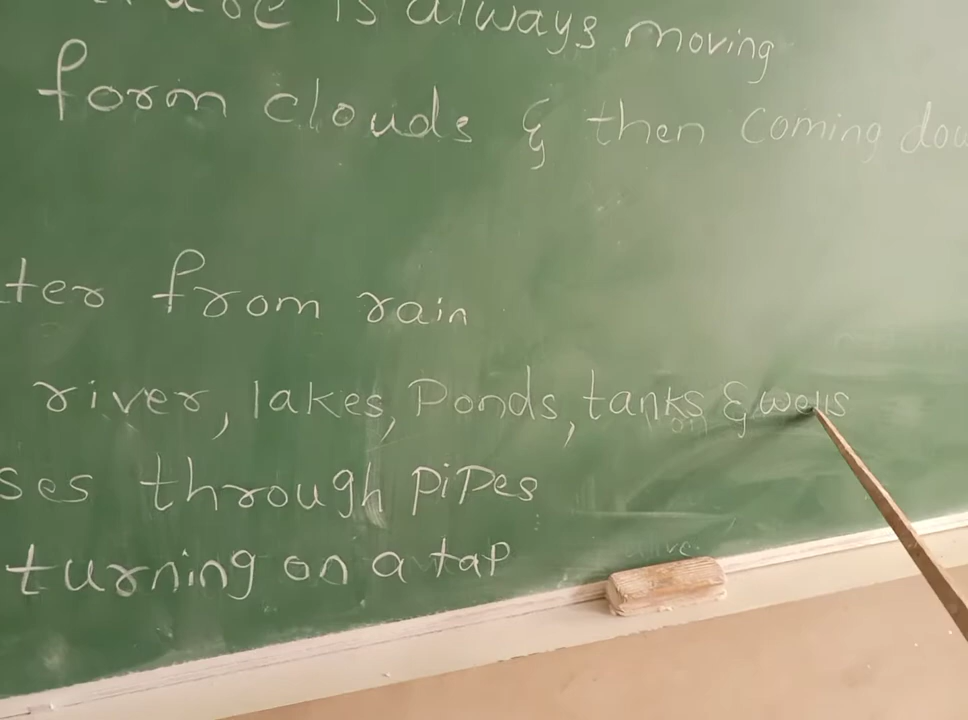 is always moving
form clouds & then coming
ter from rain
river, lakes, Ponds, tanks & wells
ses through PiPes
turning on a tap